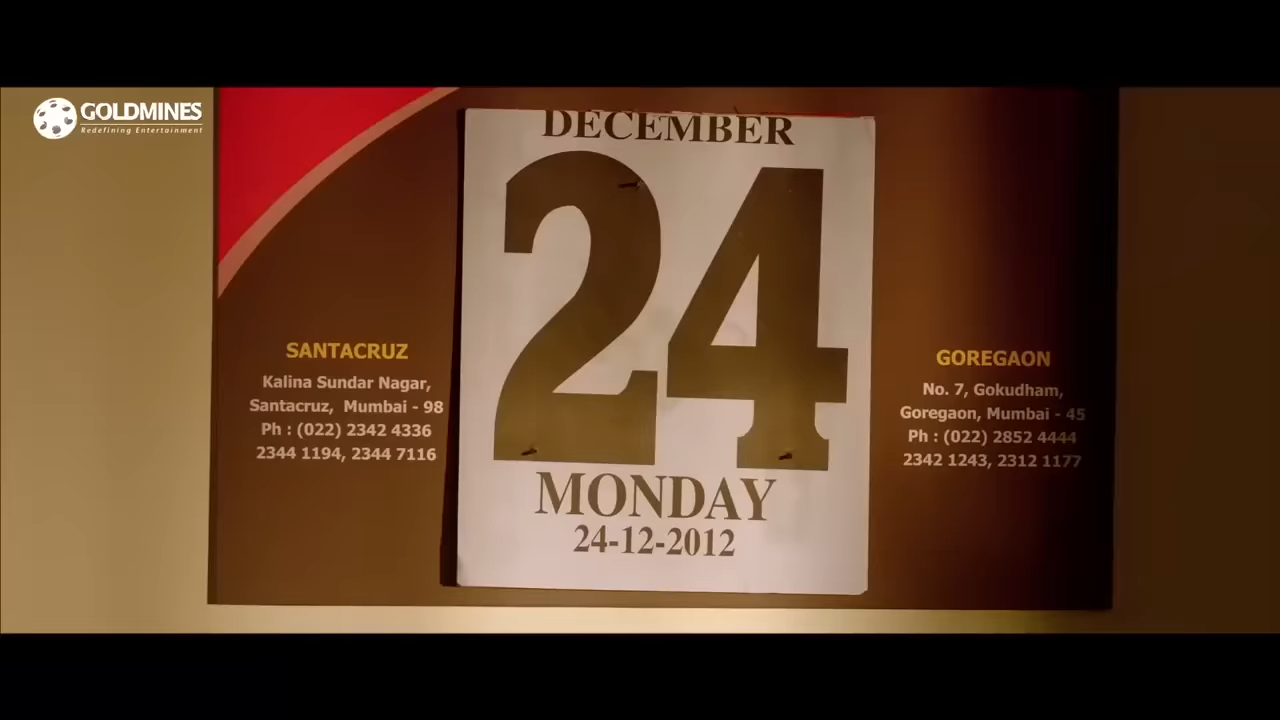 GOLDMINES
Redefining Entertainment
DECEMBER
24
MONDAY
24-12-2012
SANTACRUZ
Kalina Sundar Nagar,
Santacruz, Mumbai - 98
Ph : (022) 2342 4336
2344 1194, 2344 7116
GOREGAON
No. 7, Gokudham,
Goregaon, Mumbai - 45
Ph : (022) 2852 4444
2342 1243, 2312 1177